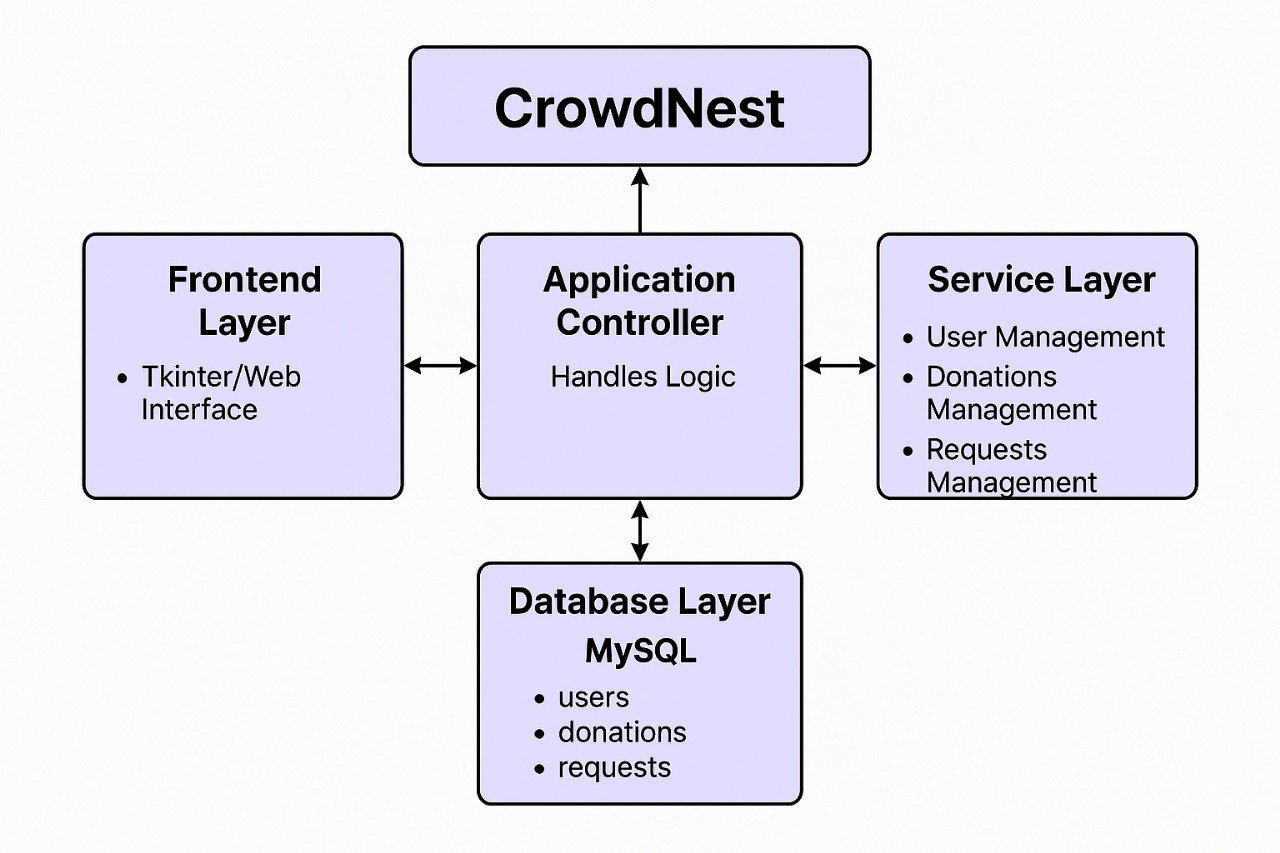 CrowdNest
Frontend
Layer
• Tkinter/Web
Interface
Application
Controller
Handles Logic
Service Layer
• User Management
• Donations
Management
• Requests
Management
Database Layer
MySQL
• users
• donations
• requests